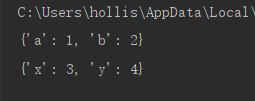 C:\Users\hollis\AppData\Local\
{'a': 1, 'b': 2}
{'x': 3, 'y': 4}